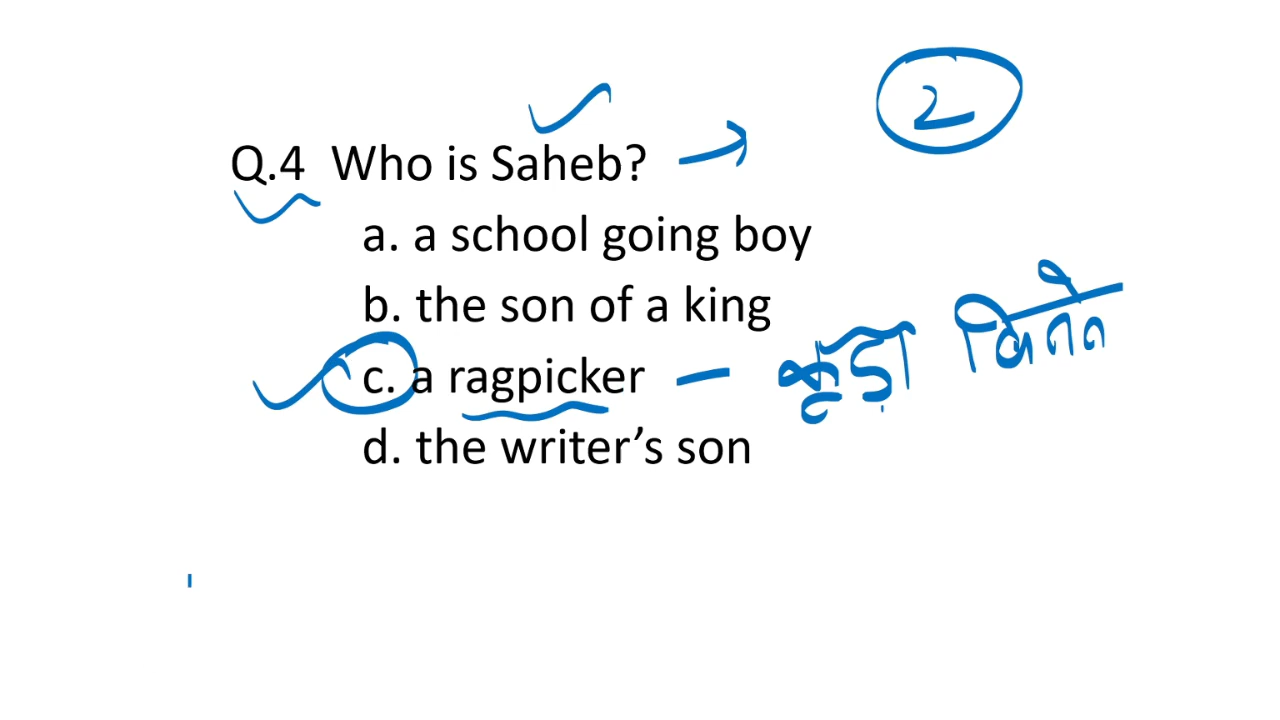 2
Q.4 Who is Saheb?
a. a school going boy
b. the son of a king
c. a ragpicker - कूड़ा
d. the writer’s son